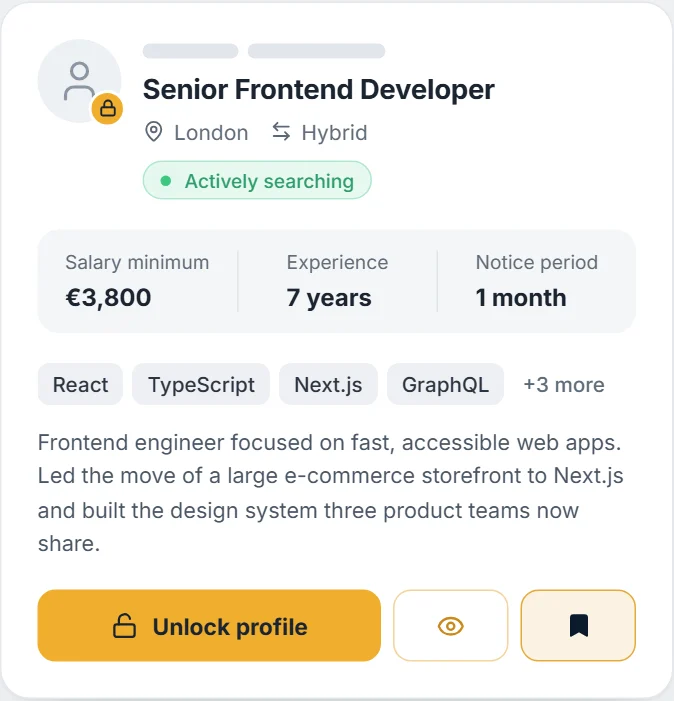 Senior Frontend Developer
London Hybrid
Actively searching
Salary minimum Experience Notice period
€3,800 7 years 1 month
React TypeScript Next.js GraphQL +3 more
Frontend engineer focused on fast, accessible web apps.
Led the move of a large e-commerce storefront to Next.js
and built the design system three product teams now
share.
Unlock profile